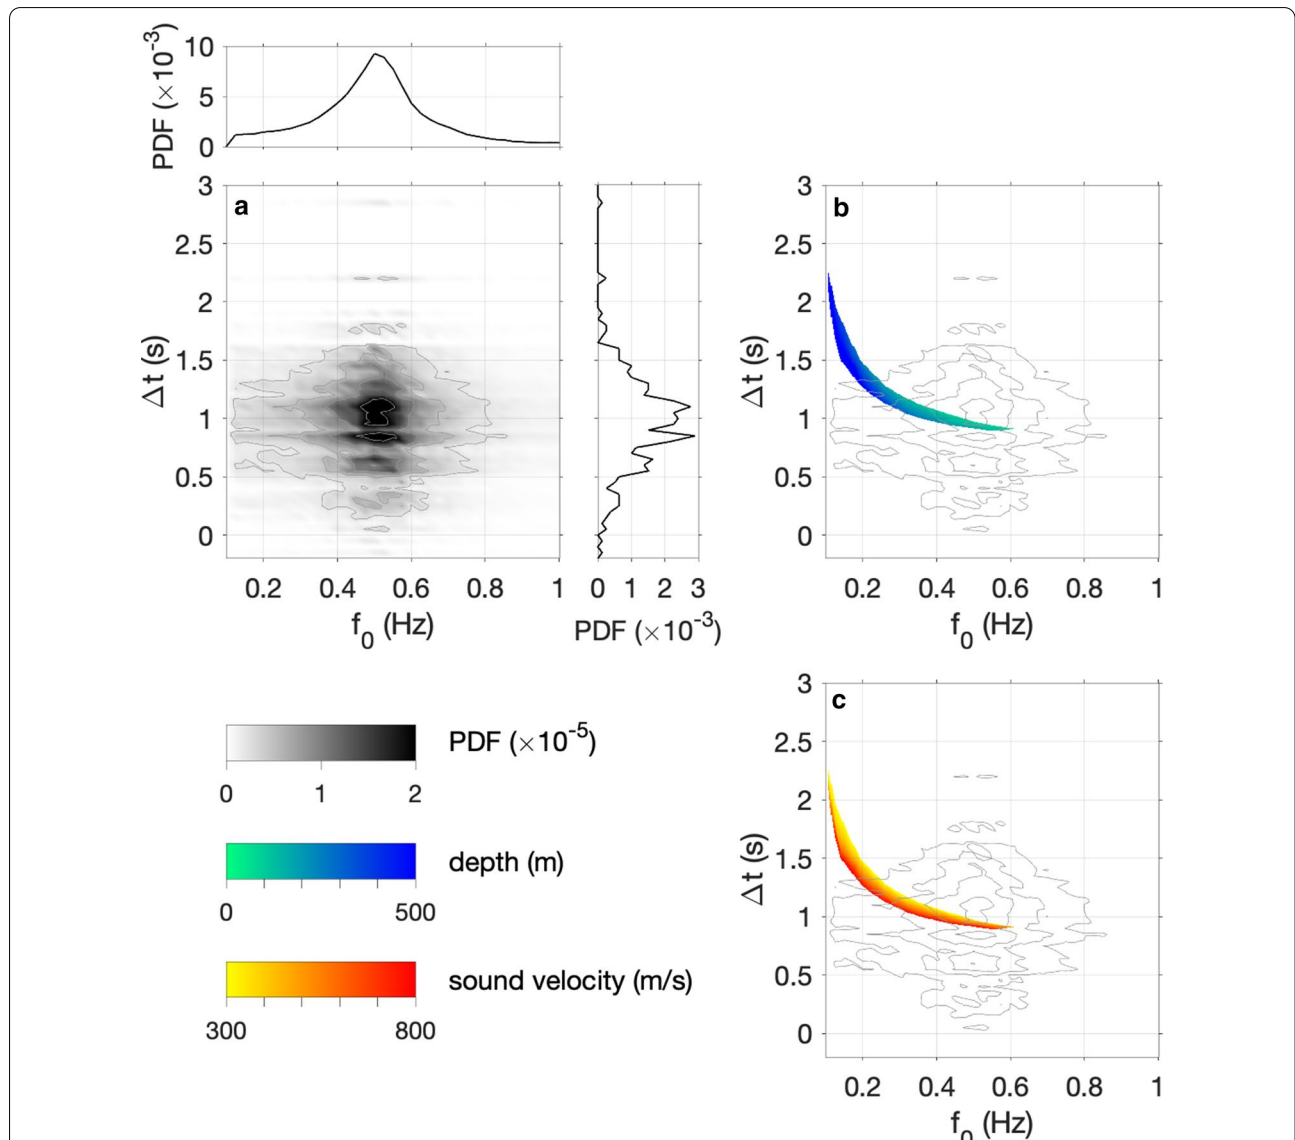 PDF (×10-3)
10
5
0
a
3
2.5
2
1.5
1
0.5
0
Δt (s)
0.2 0.4 0.6 0.8 1
f0 (Hz)
0 1 2 3
PDF (×10-3)
b
3
2.5
2
1.5
1
0.5
0
Δt (s)
0.2 0.4 0.6 0.8 1
f0 (Hz)
PDF (×10-5)
0 1 2
depth (m)
0 500
sound velocity (m/s)
300 800
c
3
2.5
2
1.5
1
0.5
0
Δt (s)
0.2 0.4 0.6 0.8 1
f0 (Hz)